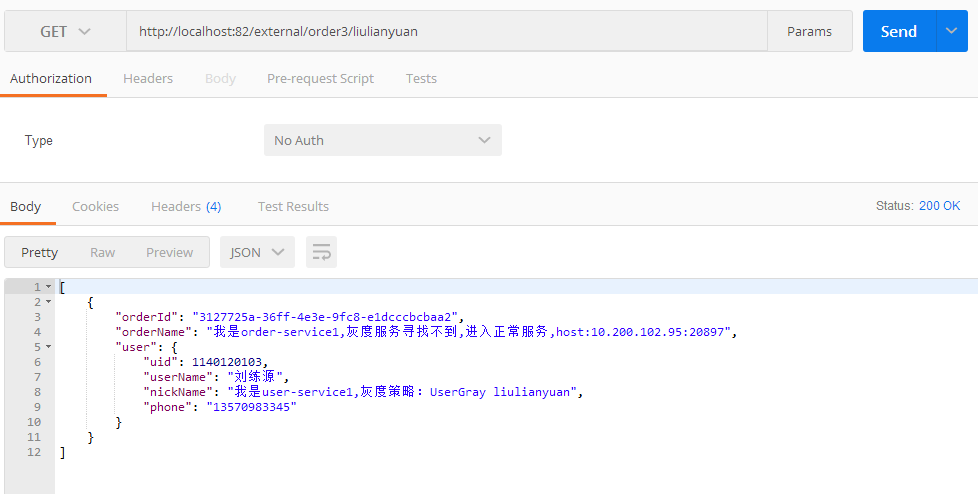 GET http://localhost:82/external/order3/liulianyuan Params Send
Authorization Headers Body Pre-request Script Tests
Type No Auth
Body Cookies Headers (4) Test Results Status: 200 OK
Pretty Raw Preview JSON
1 [
2 {
3 "orderId": "3127725a-36ff-4e3e-9fc8-e1dcccbcbaa2",
4 "orderName": "我是order-service1,灰度服务寻找不到,进入正常服务,host:10.200.102.95:20897",
5 "user": {
6 "uid": 1140120103,
7 "userName": "刘练源",
8 "nickName": "我是user-service1,灰度策略：UserGray liulianyuan",
9 "phone": "13570983345"
10 }
11 }
12 ]